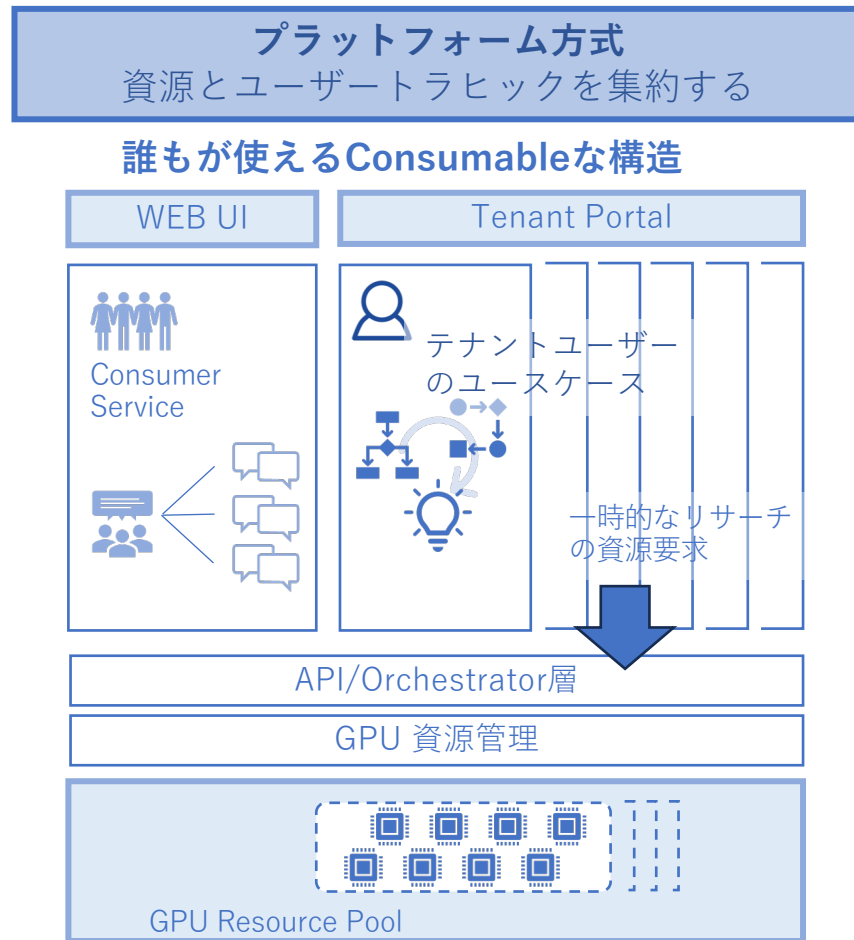 プラットフォーム方式
資源とユーザートラヒックを集約する
誰もが使えるConsumableな構造
WEB UI
Tenant Portal
Consumer
Service
テナントユーザー
のユースケース
一時的なリサーチ
の資源要求
API/Orchestrator層
GPU 資源管理
GPU Resource Pool